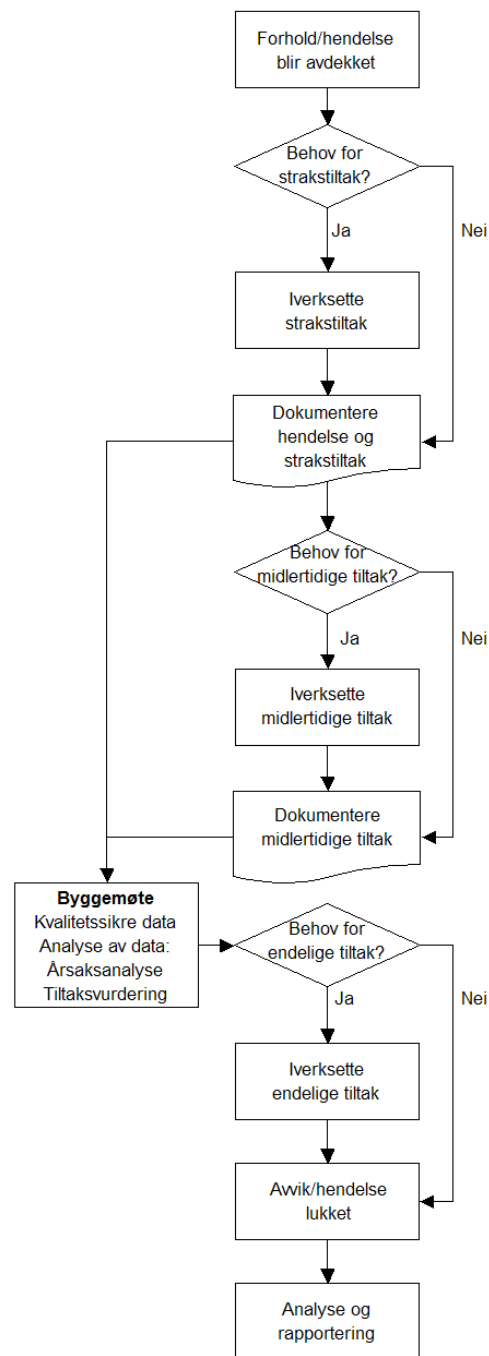 Forhold/hendelse
blir avdekket
Behov for
strakstiltak?
Ja
Nei
Iverksette
strakstiltak
Dokumentere
hendelse og
strakstiltak
Behov for
midlertidige tiltak?
Ja
Nei
Iverksette
midlertidige tiltak
Dokumentere
midlertidige tiltak
Byggemøte
Kvalitetssikre data
Analyse av data:
Årsaksanalyse
Tiltaksvurdering
Behov for
endelige tiltak?
Ja
Nei
Iverksette
endelige tiltak
Avvik/hendelse
lukket
Analyse og
rapportering